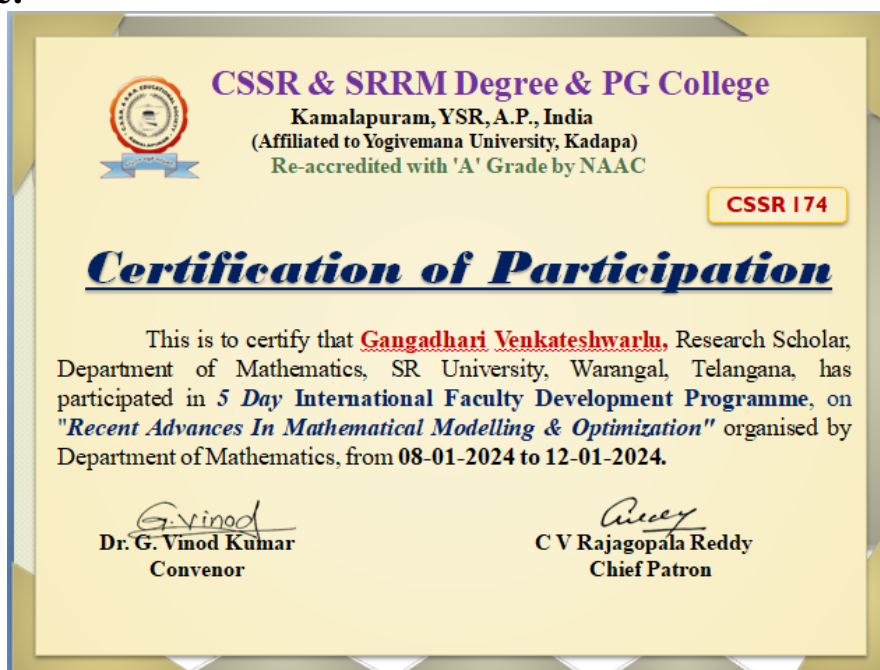 CSSR & SRRM Degree & PG College
Kamalapuram, YSR, A.P., India
(Affiliated to Yogivemana University, Kadapa)
Re-accredited with 'A' Grade by NAAC
CSSR 174
Certification of Participation
This is to certify that Gangadhari Venkateshwarlu, Research Scholar,
Department of Mathematics, SR University, Warangal, Telangana, has
participated in 5 Day International Faculty Development Programme, on
"Recent Advances In Mathematical Modelling & Optimization" organised by
Department of Mathematics, from 08-01-2024 to 12-01-2024.
G. Vinod
Dr. G. Vinod Kumar
Convenor
C V Rajagopala Reddy
Chief Patron